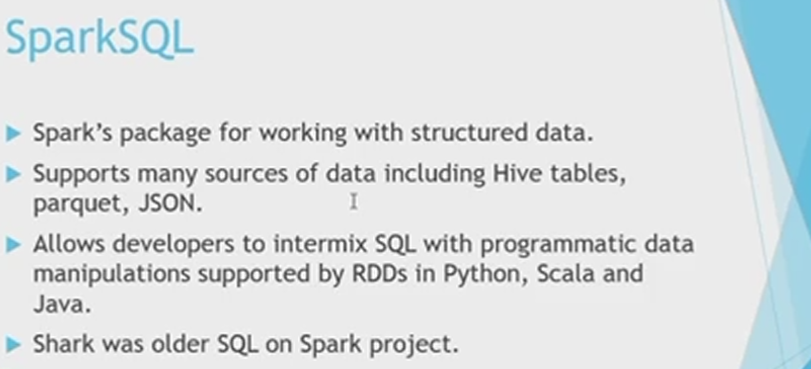 SparkSQL
Spark's package for working with structured data.
Supports many sources of data including Hive tables,
parquet, JSON.
Allows developers to intermix SQL with programmatic data
manipulations supported by RDDs in Python, Scala and
Java.
Shark was older SQL on Spark project.